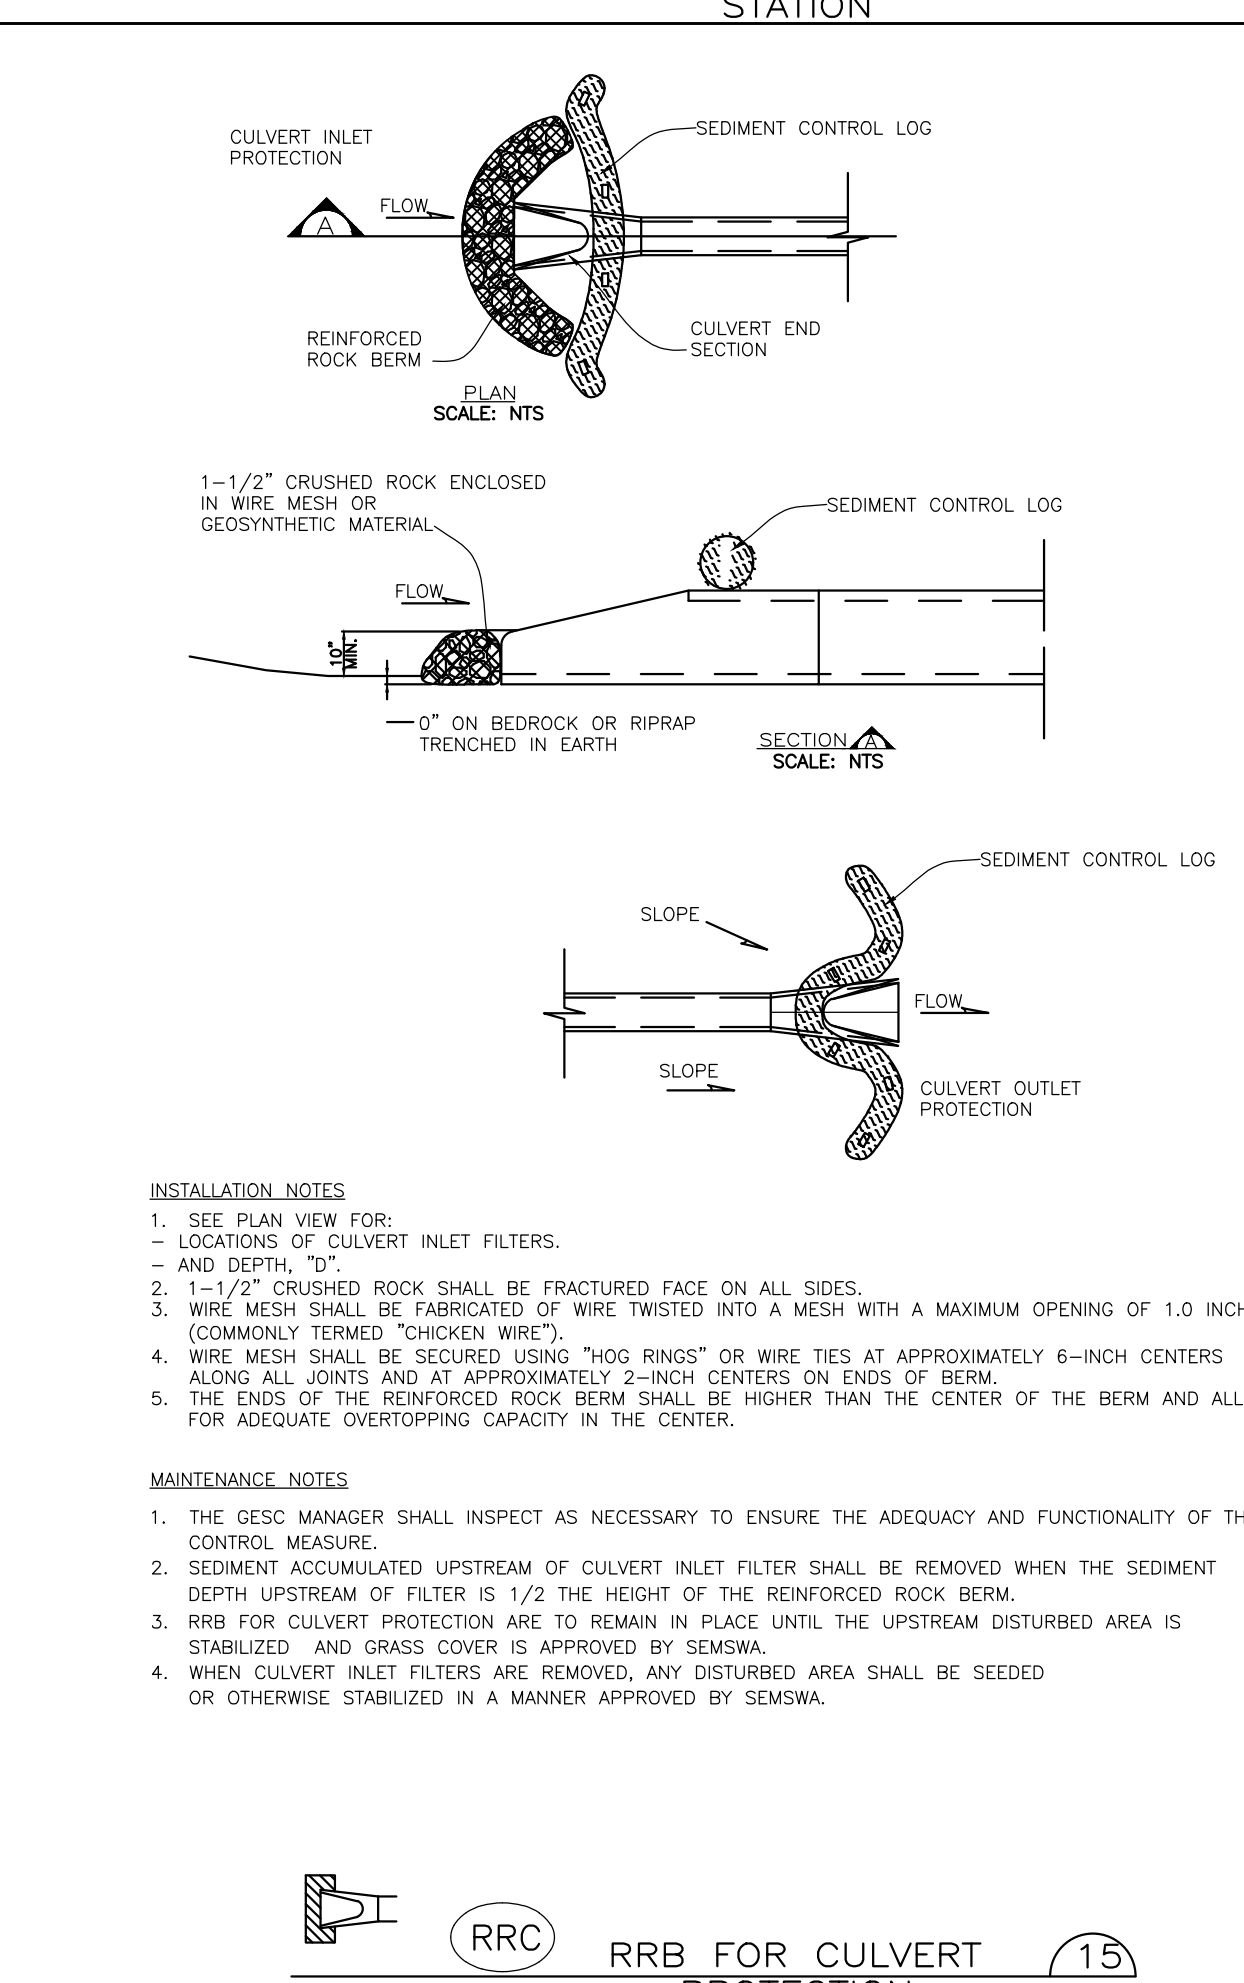 STATION
CULVERT INLET
PROTECTION
SEDIMENT CONTROL LOG
A
FLOW
REINFORCED
ROCK BERM
CULVERT END
SECTION
PLAN
SCALE: NTS
1-1/2" CRUSHED ROCK ENCLOSED
IN WIRE MESH OR
GEOSYNTHETIC MATERIAL
SEDIMENT CONTROL LOG
FLOW
10"
MIN.
0" ON BEDROCK OR RIPRAP
TRENCHED IN EARTH
SECTION A
SCALE: NTS
SEDIMENT CONTROL LOG
SLOPE
FLOW
SLOPE
CULVERT OUTLET
PROTECTION
INSTALLATION NOTES
1. SEE PLAN VIEW FOR:
- LOCATIONS OF CULVERT INLET FILTERS.
- AND DEPTH, "D".
2. 1-1/2" CRUSHED ROCK SHALL BE FRACTURED FACE ON ALL SIDES.
3. WIRE MESH SHALL BE FABRICATED OF WIRE TWISTED INTO A MESH WITH A MAXIMUM OPENING OF 1.0 INCH
(COMMONLY TERMED "CHICKEN WIRE").
4. WIRE MESH SHALL BE SECURED USING "HOG RINGS" OR WIRE TIES AT APPROXIMATELY 6-INCH CENTERS
ALONG ALL JOINTS AND AT APPROXIMATELY 2-INCH CENTERS ON ENDS OF BERM.
5. THE ENDS OF THE REINFORCED ROCK BERM SHALL BE HIGHER THAN THE CENTER OF THE BERM AND ALL
FOR ADEQUATE OVERTOPPING CAPACITY IN THE CENTER.
MAINTENANCE NOTES
1. THE GESC MANAGER SHALL INSPECT AS NECESSARY TO ENSURE THE ADEQUACY AND FUNCTIONALITY OF TH
CONTROL MEASURE.
2. SEDIMENT ACCUMULATED UPSTREAM OF CULVERT INLET FILTER SHALL BE REMOVED WHEN THE SEDIMENT
DEPTH UPSTREAM OF FILTER IS 1/2 THE HEIGHT OF THE REINFORCED ROCK BERM.
3. RRB FOR CULVERT PROTECTION ARE TO REMAIN IN PLACE UNTIL THE UPSTREAM DISTURBED AREA IS
STABILIZED AND GRASS COVER IS APPROVED BY SEMSWA.
4. WHEN CULVERT INLET FILTERS ARE REMOVED, ANY DISTURBED AREA SHALL BE SEEDED
OR OTHERWISE STABILIZED IN A MANNER APPROVED BY SEMSWA.
RRC
RRB FOR CULVERT
PROTECTION
15